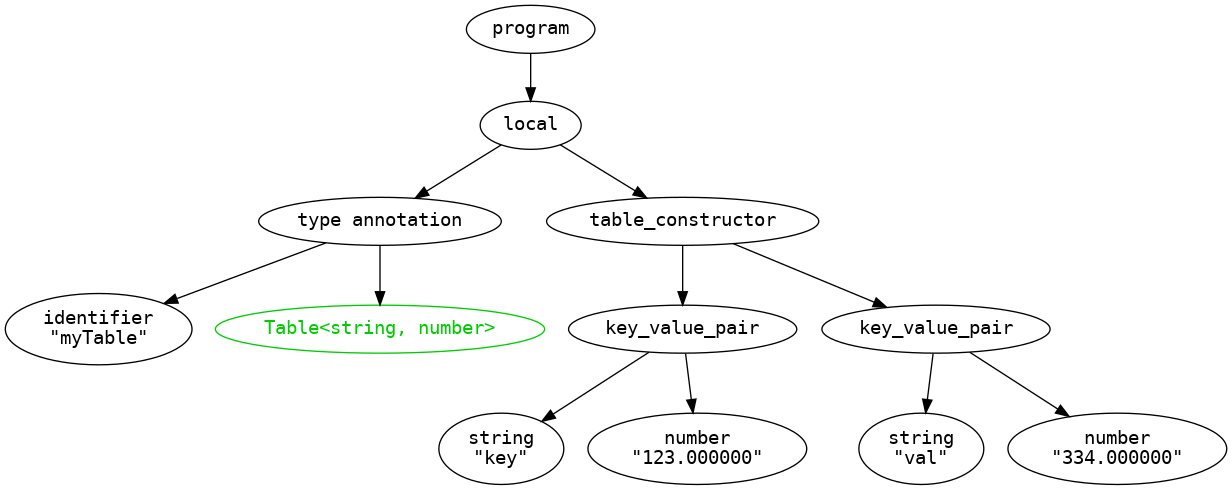 program
local
type annotation
table_constructor
identifier
"myTable"
Table<string, number>
key_value_pair
key_value_pair
string
"key"
number
"123.000000"
string
"val"
number
"334.000000"